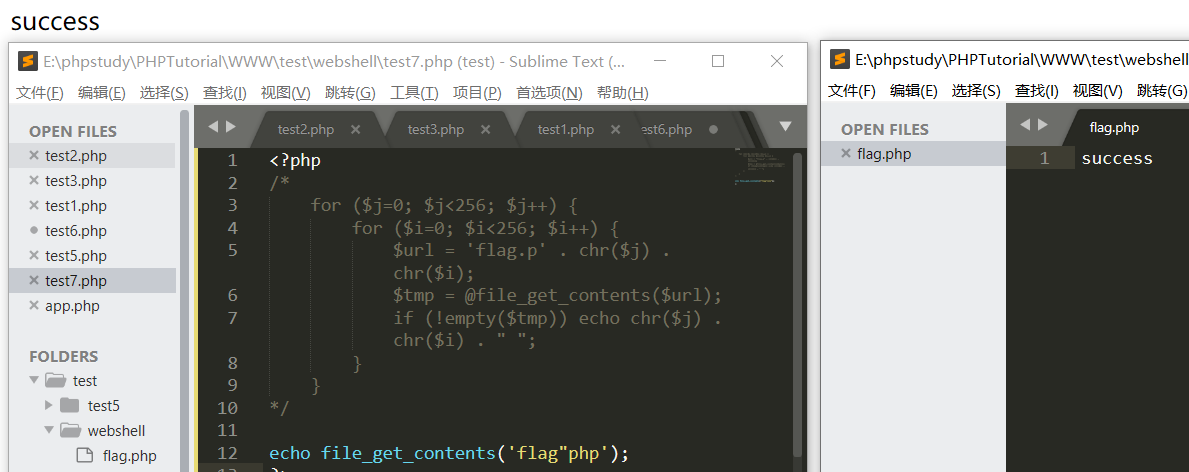 success
E:\phpstudy\PHPTutorial\WWW\test\webshell\test7.php (test) - Sublime Text (...
文件(F) 编辑(E) 选择(S) 查找(I) 视图(V) 跳转(G) 工具(T) 项目(P) 首选项(N) 帮助(H)
OPEN FILES
test2.php
test3.php
test1.php
test6.php
test5.php
test7.php
app.php
FOLDERS
test
test5
webshell
flag.php
test2.php test3.php test1.php est6.php
1 <?php
2 /*
3 for ($j=0; $j<256; $j++) {
4 for ($i=0; $i<256; $i++) {
5 $url = 'flag.p' . chr($j) .
chr($i);
6 $tmp = @file_get_contents($url);
7 if (!empty($tmp)) echo chr($j) .
chr($i) . " ";
8 }
9 }
10 */
11
12 echo file_get_contents('flag"php');
E:\phpstudy\PHPTutorial\WWW\test\webshell
文件(F) 编辑(E) 选择(S) 查找(I) 视图(V) 跳转(G)
OPEN FILES
flag.php
flag.php
1 success